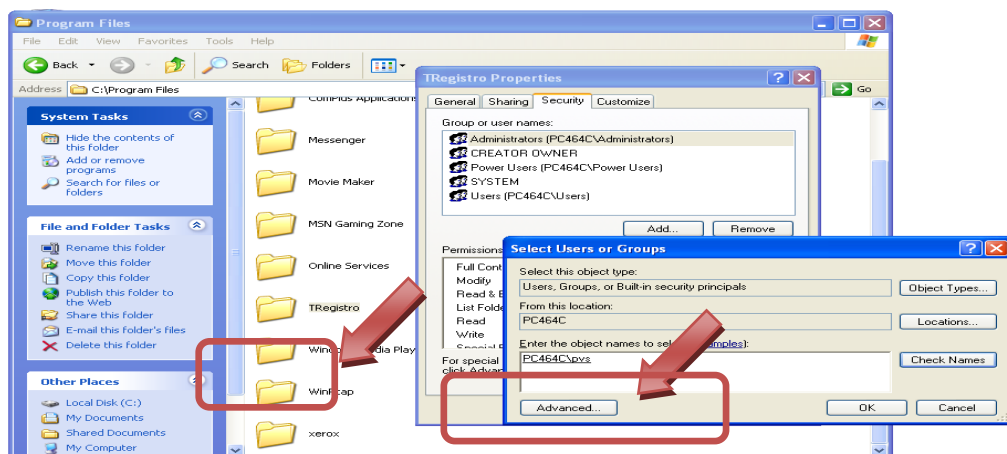 Program Files
File Edit View Favorites Tools Help
Back Search Folders
Address C:\Program Files Go
System Tasks
Hide the contents of
this folder
Add or remove
programs
Search for files or
folders
File and Folder Tasks
Rename this folder
Move this folder
Copy this folder
Publish this folder to
the Web
Share this folder
E-mail this folder's files
Delete this folder
Other Places
Local Disk (C:)
My Documents
Shared Documents
My Computer
Messenger
Movie Maker
MSN Gaming Zone
Online Services
TRegistro
xerox
TRegistro Properties
General Sharing Security Customize
Group or user names:
Administrators (PC464C\Administrators)
CREATOR OWNER
Power Users (PC464C\Power Users)
SYSTEM
Users (PC464C\Users)
Add... Remove
Permissions
Full Cont
Modify
Read & E
List Folde
Read
Write
For special
click Advan
Select Users or Groups
Select this object type:
Users, Groups, or Built-in security principals
Object Types...
From this location:
PC464C
Locations...
Enter the object names to sele
PC464C\pvs
Check Names
Advanced...
OK Cancel